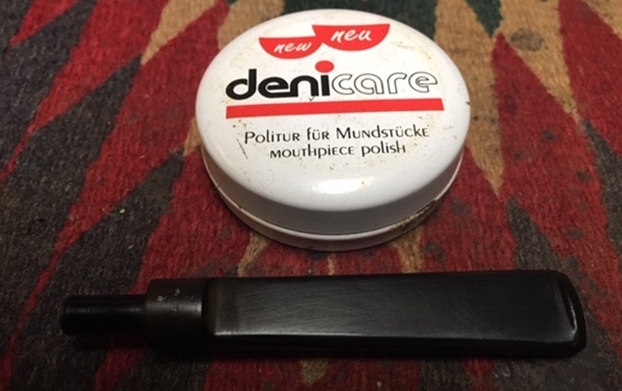 new neu
denicare
Politur für Mundstücke
mouthpiece polish